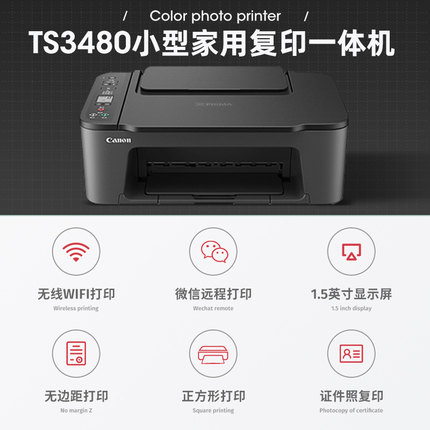 Color photo printer
TS3480小型家用复印一体机
Canon
无线WIFI打印
Wireless printing
微信远程打印
Wechat remote
1.5英寸显示屏
1.5 inch display
无边距打印
No margin Z
正方形打印
Square printing
证件照复印
Photocopy of certificate